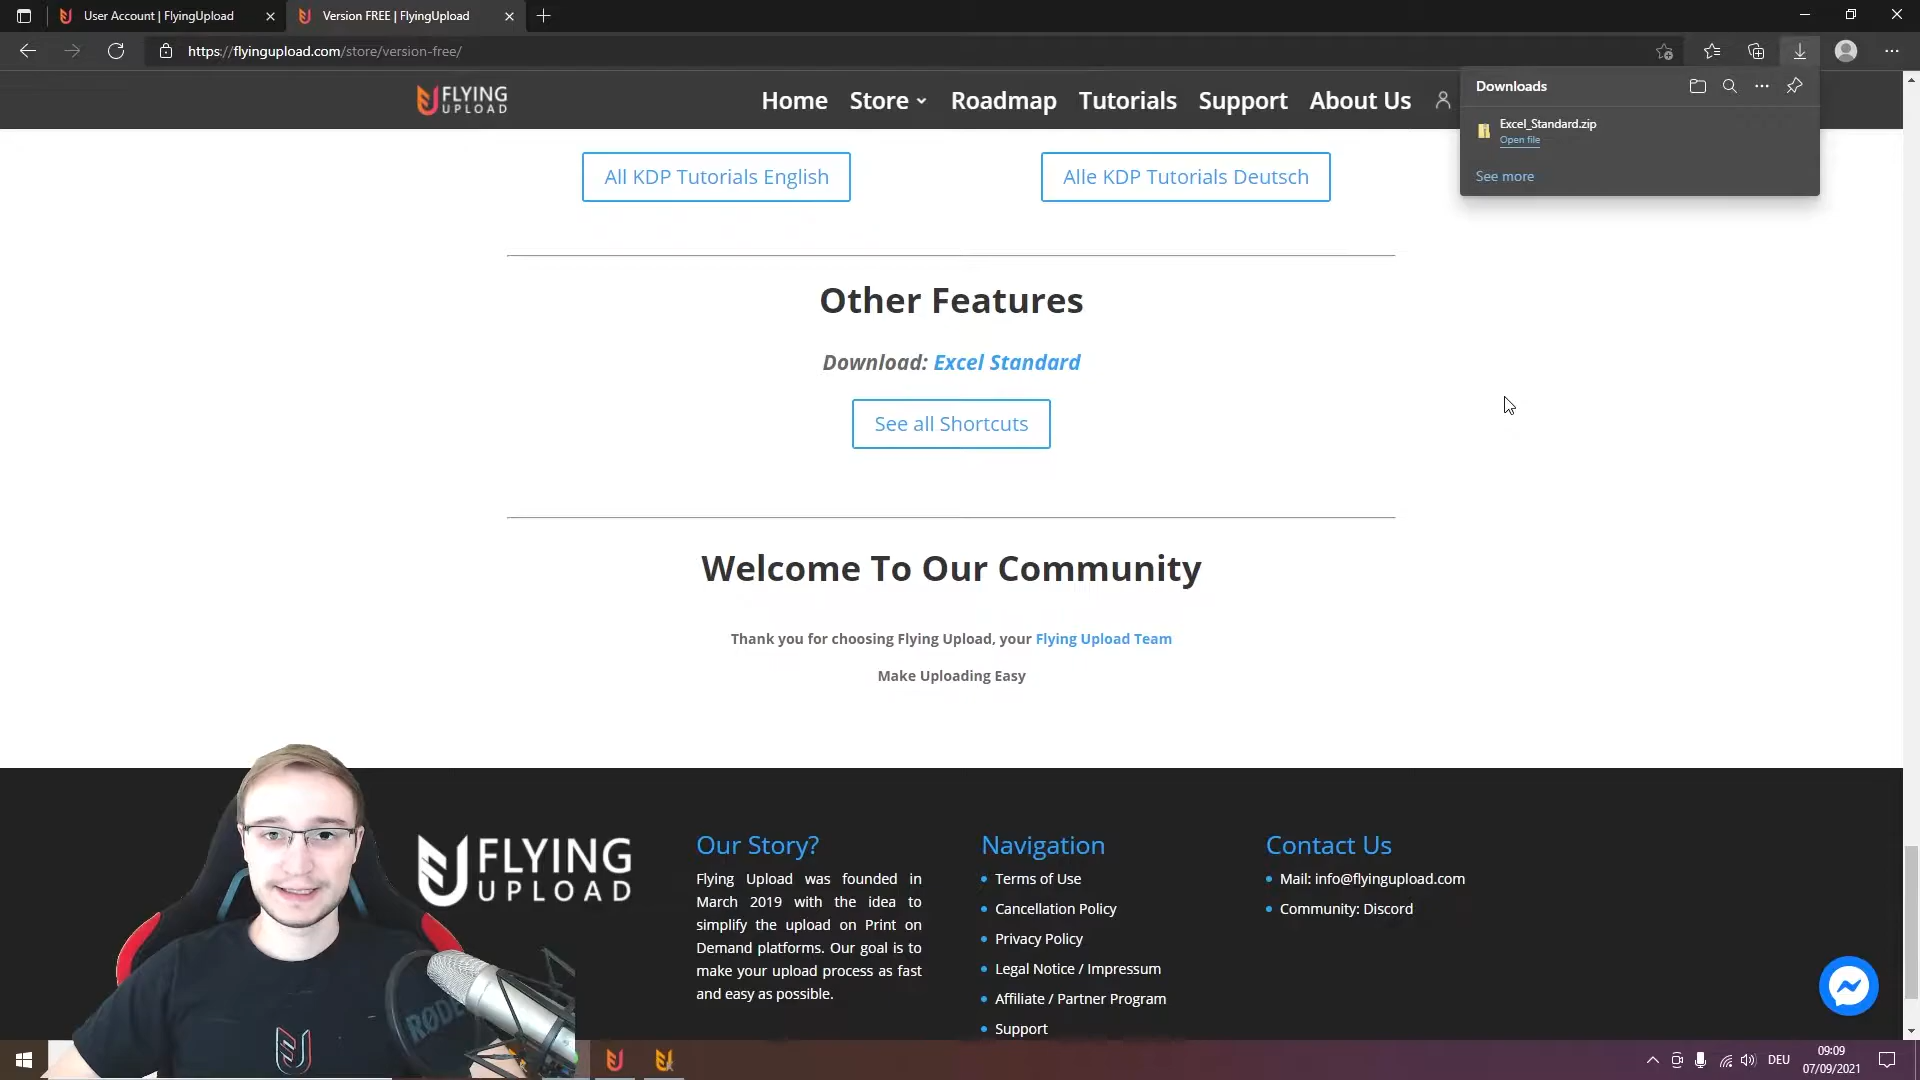 User Account | FlyingUpload
Version FREE | FlyingUpload
https://flyingupload.com/store/version-free/
FLYING
UPLOAD
Home
Store
Roadmap
Tutorials
Support
About Us
Downloads
Excel_Standard.zip
Open file
See more
All KDP Tutorials English
Alle KDP Tutorials Deutsch
Other Features
Download: Excel Standard
See all Shortcuts
Welcome To Our Community
Thank you for choosing Flying Upload, your Flying Upload Team
Make Uploading Easy
FLYING
UPLOAD
Our Story?
Flying Upload was founded in
March 2019 with the idea to
simplify the upload on Print on
Demand platforms. Our goal is to
make your upload process as fast
and easy as possible.
Navigation
Terms of Use
Cancellation Policy
Privacy Policy
Legal Notice / Impressum
Affiliate / Partner Program
Support
Contact Us
Mail: info@flyingupload.com
Community: Discord
RØDE
DEU
09:09
07/09/2021